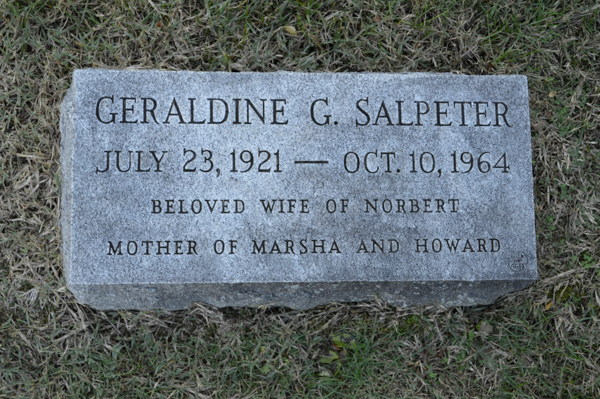 GERALDINE G. SALPETER
JULY 23, 1921 — OCT. 10, 1964
BELOVED WIFE OF NORBERT
MOTHER OF MARSHA AND HOWARD